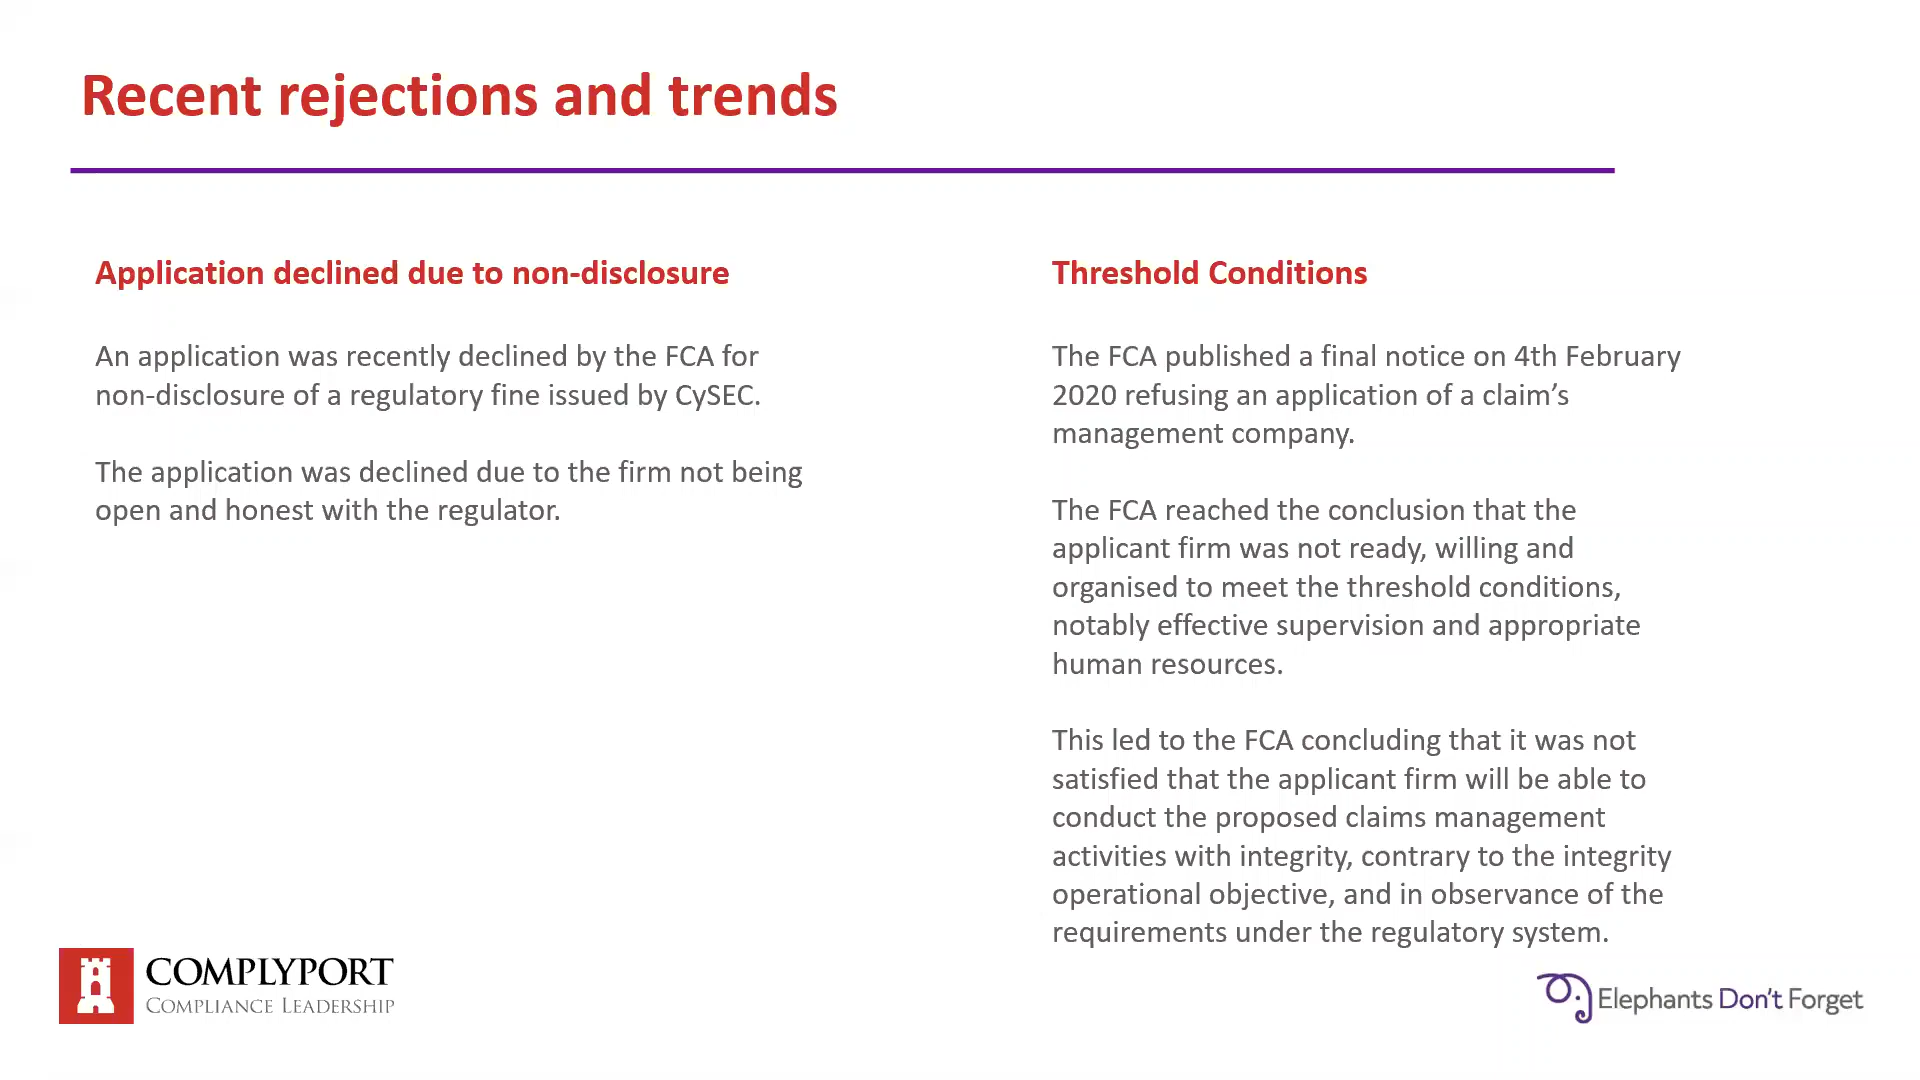 Recent rejections and trends
Application declined due to non-disclosure
An application was recently declined by the FCA for
non-disclosure of a regulatory fine issued by CySEC.
The application was declined due to the firm not being
open and honest with the regulator.
Threshold Conditions
The FCA published a final notice on 4th February
2020 refusing an application of a claim’s
management company.
The FCA reached the conclusion that the
applicant firm was not ready, willing and
organised to meet the threshold conditions,
notably effective supervision and appropriate
human resources.
This led to the FCA concluding that it was not
satisfied that the applicant firm will be able to
conduct the proposed claims management
activities with integrity, contrary to the integrity
operational objective, and in observance of the
requirements under the regulatory system.
COMPLYPORT
COMPLIANCE LEADERSHIP
Elephants Don’t Forget